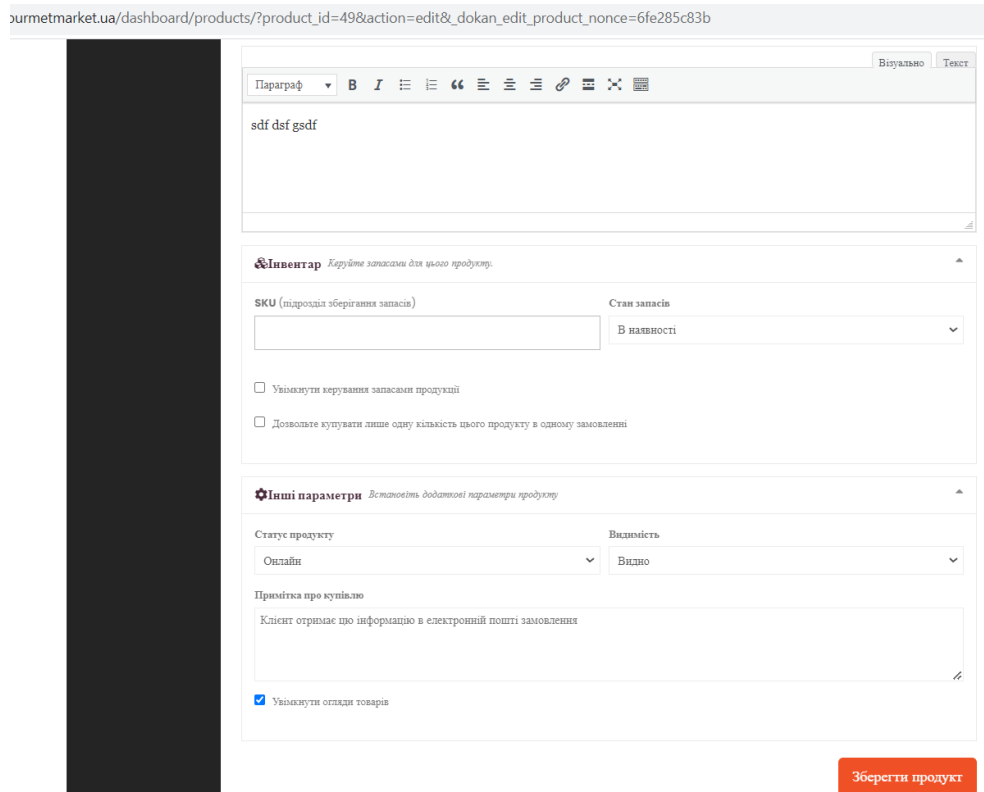 ourmetmarket.ua/dashboard/products/?product_id=49&action=edit&_dokan_edit_product_nonce=6fe285c83b
Візуально Текст
Параграф
sdf dsf gsdf
Інвентар Керуйте запасами для цього продукту.
SKU (підрозділ зберігання запасів) Стан запасів
В наявності
Увімкнути керування запасами продукції
Дозвольте купувати лише одну кількість цього продукту в одному замовленні
Інші параметри Встановіть додаткові параметри продукту
Статус продукту Видимість
Онлайн Видно
Примітка про купівлю
Клієнт отримає цю інформацію в електронній пошті замовлення
Увімкнути огляди товарів
Зберегти продукт